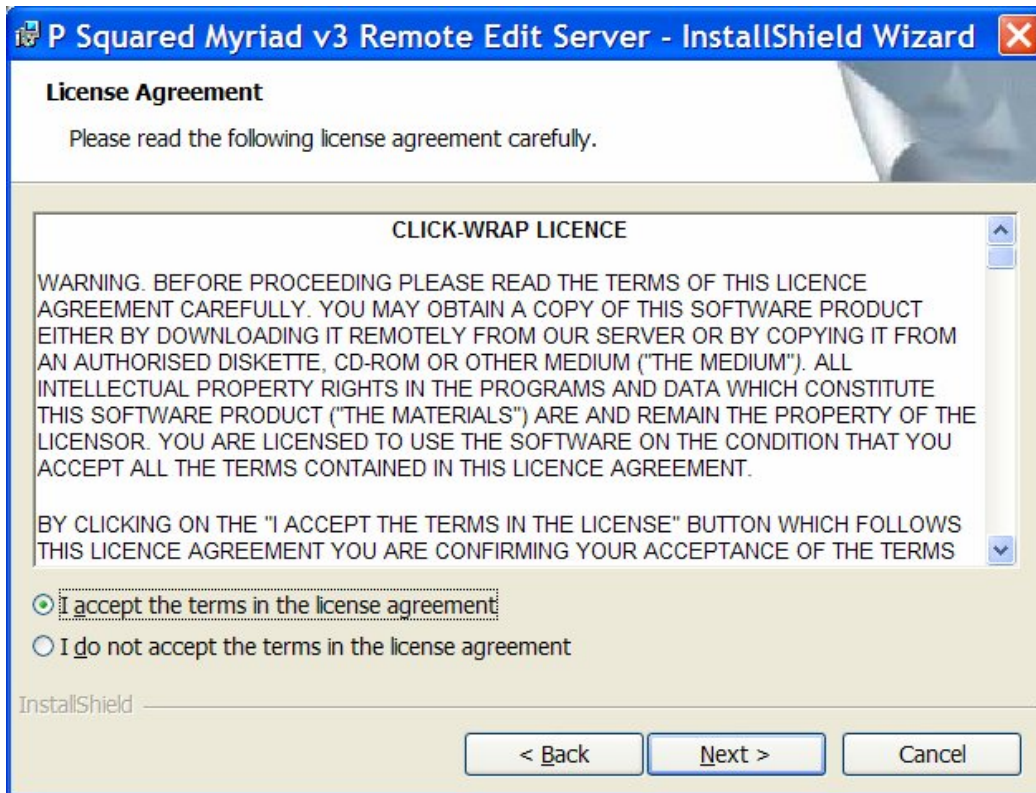 P Squared Myriad v3 Remote Edit Server - InstallShield Wizard
License Agreement
Please read the following license agreement carefully.
CLICK-WRAP LICENCE
WARNING. BEFORE PROCEEDING PLEASE READ THE TERMS OF THIS LICENCE
AGREEMENT CAREFULLY. YOU MAY OBTAIN A COPY OF THIS SOFTWARE PRODUCT
EITHER BY DOWNLOADING IT REMOTELY FROM OUR SERVER OR BY COPYING IT FROM
AN AUTHORISED DISKETTE, CD-ROM OR OTHER MEDIUM ("THE MEDIUM"). ALL
INTELLECTUAL PROPERTY RIGHTS IN THE PROGRAMS AND DATA WHICH CONSTITUTE
THIS SOFTWARE PRODUCT ("THE MATERIALS") ARE AND REMAIN THE PROPERTY OF THE
LICENSOR. YOU ARE LICENSED TO USE THE SOFTWARE ON THE CONDITION THAT YOU
ACCEPT ALL THE TERMS CONTAINED IN THIS LICENCE AGREEMENT.
BY CLICKING ON THE "I ACCEPT THE TERMS IN THE LICENSE" BUTTON WHICH FOLLOWS
THIS LICENCE AGREEMENT YOU ARE CONFIRMING YOUR ACCEPTANCE OF THE TERMS
I accept the terms in the license agreement
I do not accept the terms in the license agreement
InstallShield
< Back Next > Cancel